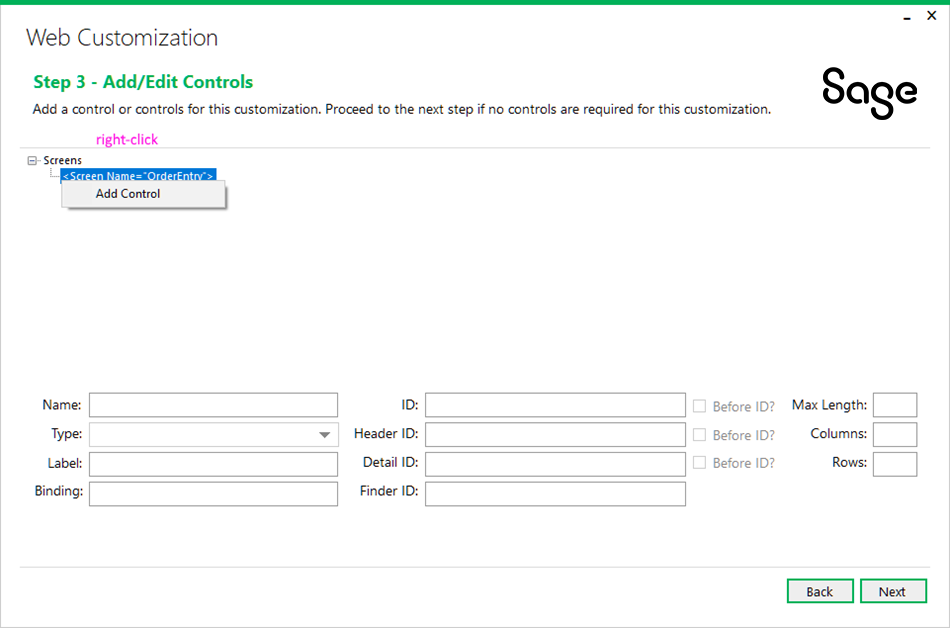 Web Customization
Step 3 - Add/Edit Controls
Add a control or controls for this customization. Proceed to the next step if no controls are required for this customization.
Sage
right-click
Screens
<Screen Name="OrderEntry">
Add Control
Name: ID: Before ID? Max Length:
Type: Header ID: Before ID? Columns:
Label: Detail ID: Before ID? Rows:
Binding: Finder ID:
Back Next